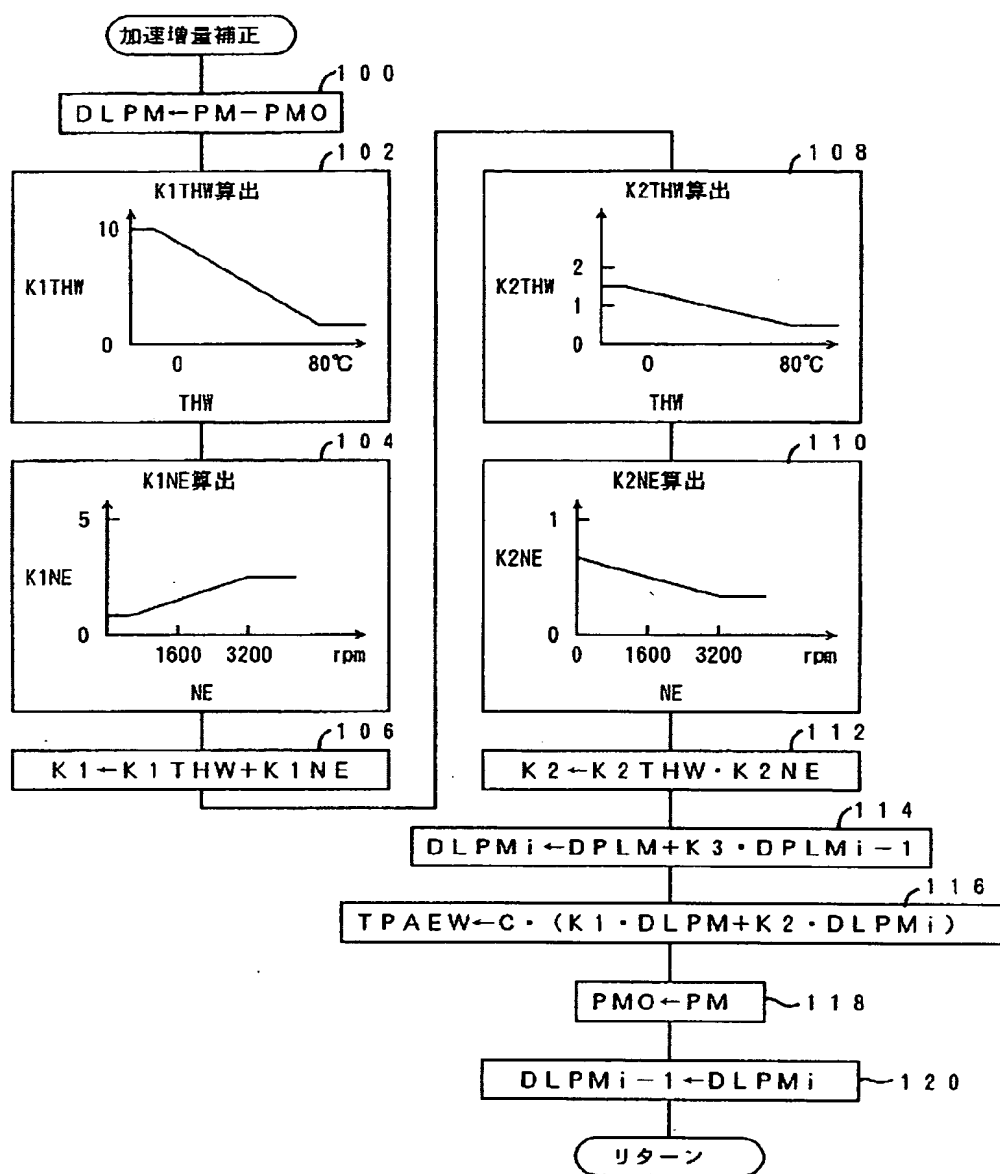 加速増量補正
100
DLPM←PM−PMO
102
K1THW算出
10
K1THW
0
0 80℃
THW
104
K1NE算出
5
K1NE
0
1600 3200 rpm
NE
106
K1←K1THW+K1NE
108
K2THW算出
2
K2THW
1
0
0 80℃
THW
110
K2NE算出
1
K2NE
0
0 1600 3200 rpm
NE
112
K2←K2THW・K2NE
114
DLPMi←DPLM+K3・DPLMi−1
116
TPAEW←C・(K1・DLPM+K2・DLPMi)
PMO←PM 118
DLPMi−1←DLPMi 120
リターン